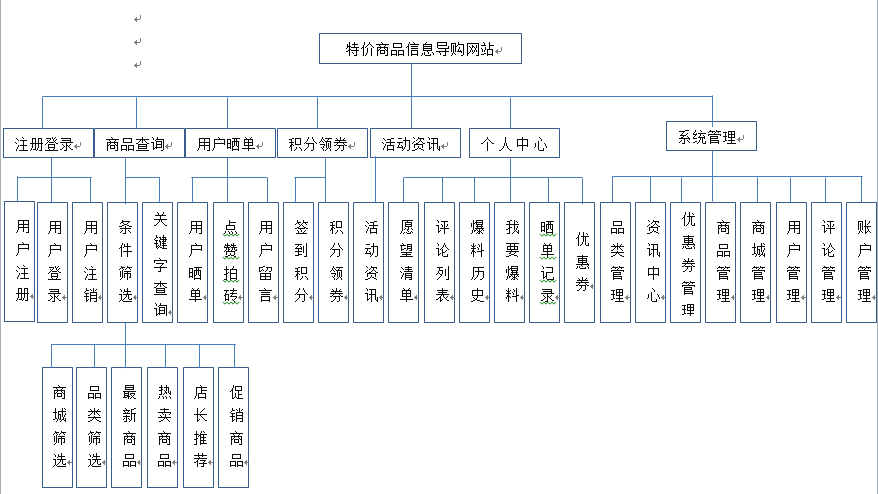 特价商品信息导购网站
注册登录
商品查询
用户晒单
积分领券
活动资讯
个人中心
系统管理
用户注册
用户登录
用户注销
条件筛选
关键字查询
用户晒单
点赞拍砖
用户留言
签到积分
积分领券
活动资讯
愿望清单
评论列表
爆料历史
我要爆料
晒单记录
优惠券
品类管理
资讯中心
优惠券管理
商品管理
商城管理
用户管理
评论管理
账户管理
商城筛选
品类筛选
最新商品
热卖商品
店长推荐
促销商品